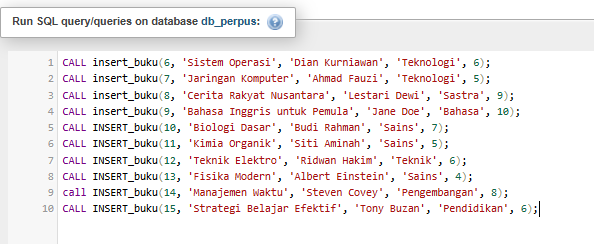 Run SQL query/queries on database db_perpus:
1 CALL insert_buku(6, 'Sistem Operasi', 'Dian Kurniawan', 'Teknologi', 6);
2 CALL insert_buku(7, 'Jaringan Komputer', 'Ahmad Fauzi', 'Teknologi', 5);
3 CALL insert_buku(8, 'Cerita Rakyat Nusantara', 'Lestari Dewi', 'Sastra', 9);
4 CALL insert_buku(9, 'Bahasa Inggris untuk Pemula', 'Jane Doe', 'Bahasa', 10);
5 CALL INSERT_buku(10, 'Biologi Dasar', 'Budi Rahman', 'Sains', 7);
6 CALL INSERT_buku(11, 'Kimia Organik', 'Siti Aminah', 'Sains', 5);
7 CALL INSERT_buku(12, 'Teknik Elektro', 'Ridwan Hakim', 'Teknik', 6);
8 CALL INSERT_buku(13, 'Fisika Modern', 'Albert Einstein', 'Sains', 4);
9 call INSERT_buku(14, 'Manajemen Waktu', 'Steven Covey', 'Pengembangan', 8);
10 CALL INSERT_buku(15, 'Strategi Belajar Efektif', 'Tony Buzan', 'Pendidikan', 6);